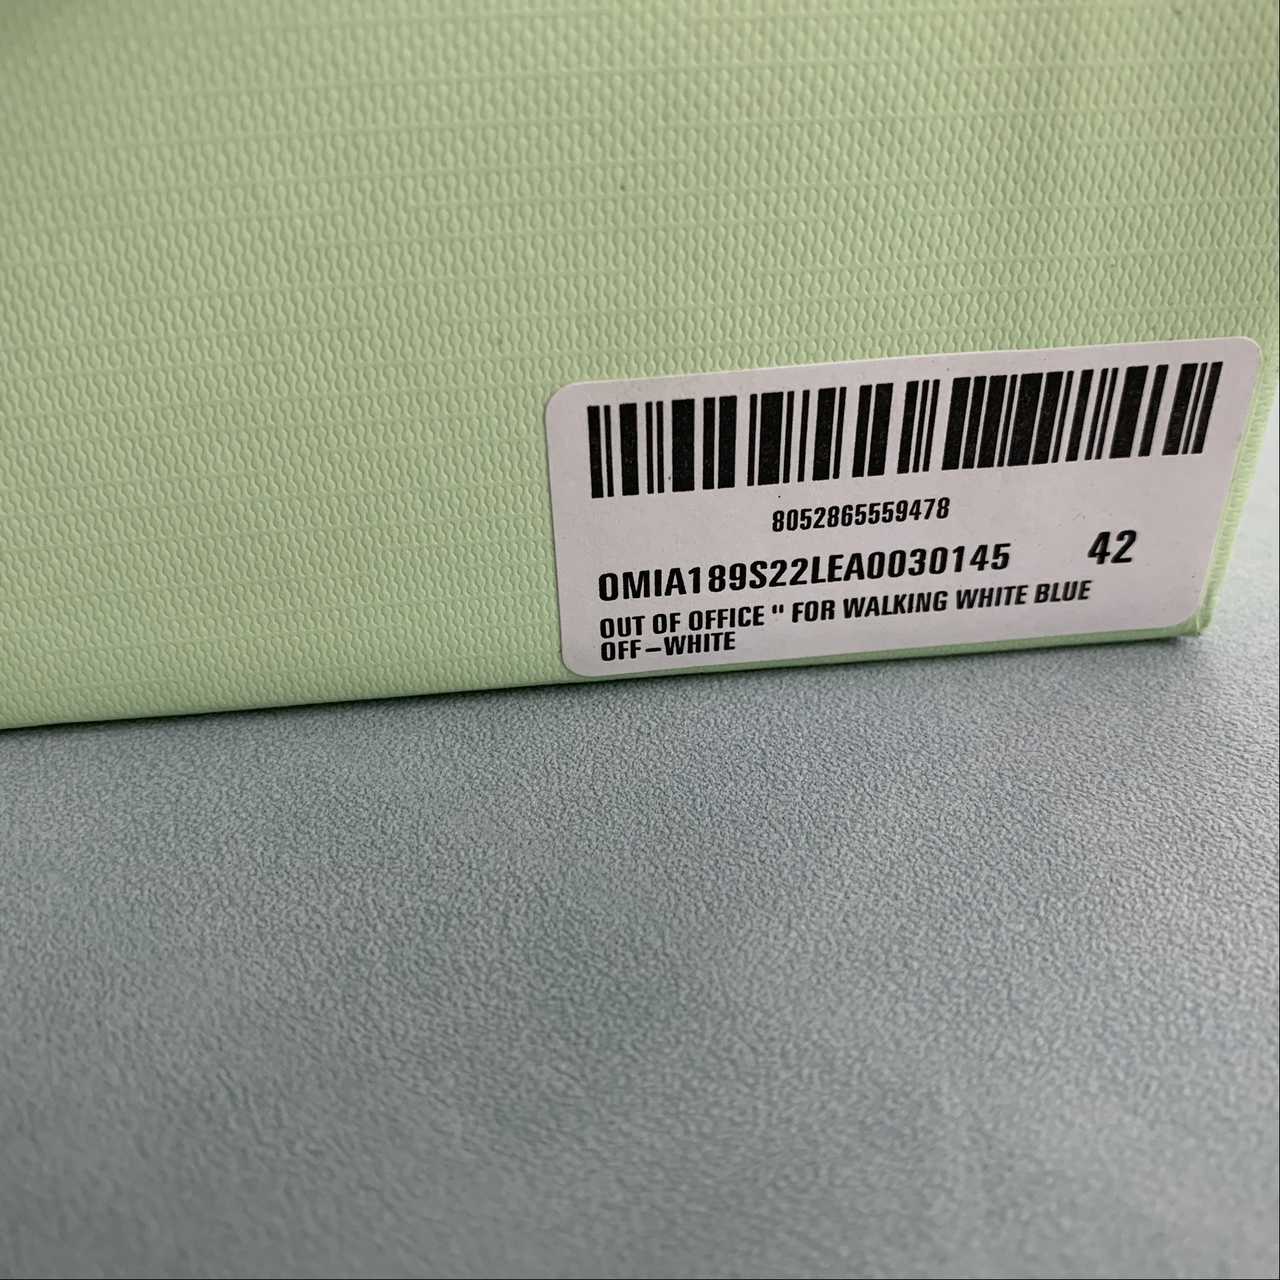 8052865559478
OMIA189S22LEA0030145 42
OUT OF OFFICE " FOR WALKING WHITE BLUE
OFF-WHITE